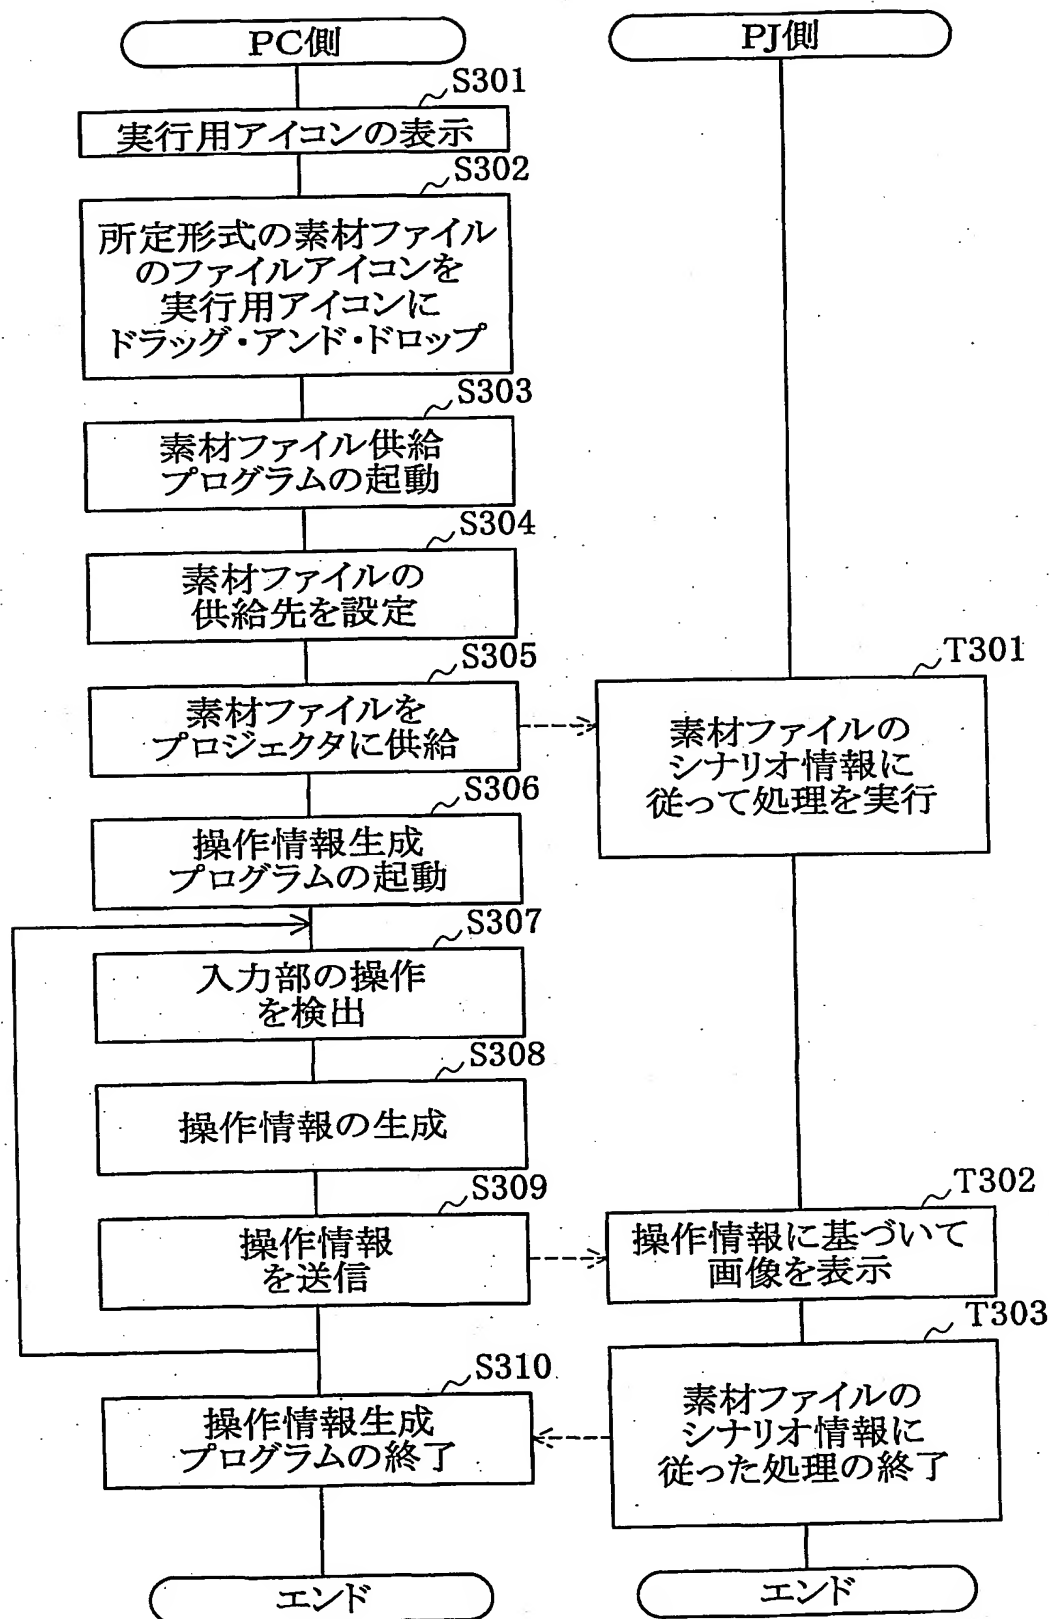 PC側
S301
実行用アイコンの表示
S302
所定形式の素材ファイル
のファイルアイコンを
実行用アイコンに
ドラッグ・アンド・ドロップ
S303
素材ファイル供給
プログラムの起動
S304
素材ファイルの
供給先を設定
S305
素材ファイルを
プロジェクタに供給
S306
操作情報生成
プログラムの起動
S307
入力部の操作
を検出
S308
操作情報の生成
S309
操作情報
を送信
S310
操作情報生成
プログラムの終了
エンド
PJ側
T301
素材ファイルの
シナリオ情報に
従って処理を実行
T302
操作情報に基づいて
画像を表示
T303
素材ファイルの
シナリオ情報に
従った処理の終了
エンド